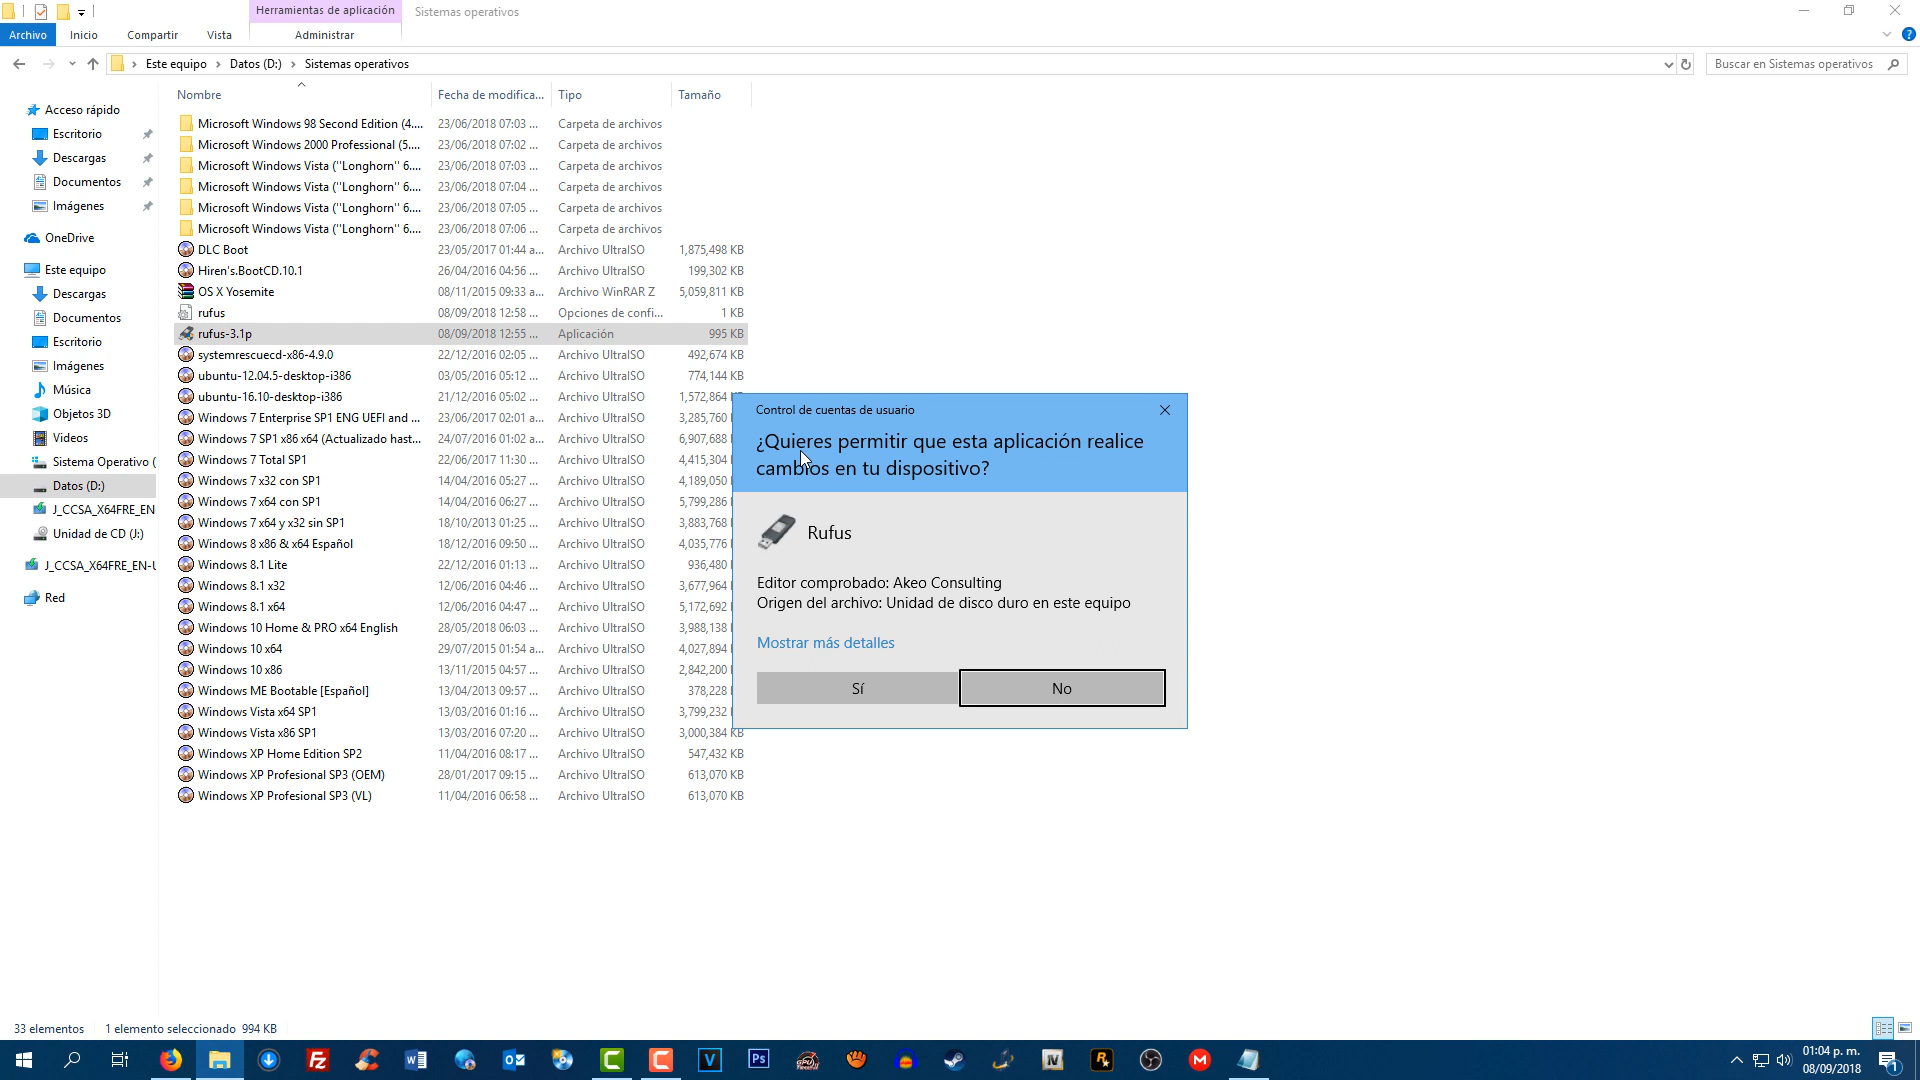 Herramientas de aplicación
Sistemas operativos
Archivo
Inicio
Compartir
Vista
Administrar
Este equipo
Datos (D:)
Sistemas operativos
Buscar en Sistemas operativos
Nombre
Fecha de modifica...
Tipo
Tamaño
Acceso rápido
Escritorio
Descargas
Documentos
Imágenes
OneDrive
Este equipo
Descargas
Documentos
Escritorio
Imágenes
Música
Objetos 3D
Videos
Sistema Operativo (
Datos (D:)
J_CCSA_X64FRE_EN
Unidad de CD (J:)
J_CCSA_X64FRE_EN-U
Red
Microsoft Windows 98 Second Edition (4.... 23/06/2018 07:03 ... Carpeta de archivos
Microsoft Windows 2000 Professional (5.... 23/06/2018 07:02 ... Carpeta de archivos
Microsoft Windows Vista (''Longhorn'' 6.... 23/06/2018 07:03 ... Carpeta de archivos
Microsoft Windows Vista (''Longhorn'' 6.... 23/06/2018 07:04 ... Carpeta de archivos
Microsoft Windows Vista (''Longhorn'' 6.... 23/06/2018 07:05 ... Carpeta de archivos
Microsoft Windows Vista (''Longhorn'' 6.... 23/06/2018 07:06 ... Carpeta de archivos
DLC Boot 23/05/2017 01:44 a... Archivo UltraISO 1,875,498 KB
Hiren's.BootCD.10.1 26/04/2016 04:56 ... Archivo UltraISO 199,302 KB
OS X Yosemite 08/11/2015 09:33 a... Archivo WinRAR Z 5,059,811 KB
rufus 08/09/2018 12:58 ... Opciones de confi... 1 KB
rufus-3.1p 08/09/2018 12:55 ... Aplicación 995 KB
systemrescuecd-x86-4.9.0 22/12/2016 02:05 ... Archivo UltraISO 492,674 KB
ubuntu-12.04.5-desktop-i386 03/05/2016 05:12 ... Archivo UltraISO 774,144 KB
ubuntu-16.10-desktop-i386 21/12/2016 05:02 ... Archivo UltraISO 1,572,864
Windows 7 Enterprise SP1 ENG UEFI and ... 23/06/2017 02:01 a... Archivo UltraISO 3,285,760
Windows 7 SP1 x86 x64 (Actualizado hast... 24/07/2016 01:02 a... Archivo UltraISO 6,907,688
Windows 7 Total SP1 22/06/2017 11:30 ... Archivo UltraISO 4,415,304
Windows 7 x32 con SP1 14/04/2016 05:27 ... Archivo UltraISO 4,189,050
Windows 7 x64 con SP1 14/04/2016 06:27 ... Archivo UltraISO 5,799,286
Windows 7 x64 y x32 sin SP1 18/10/2013 01:25 ... Archivo UltraISO 3,883,768
Windows 8 x86 & x64 Español 18/12/2016 09:50 ... Archivo UltraISO 4,035,776
Windows 8.1 Lite 22/12/2016 01:13 ... Archivo UltraISO 936,480
Windows 8.1 x32 12/06/2016 04:46 ... Archivo UltraISO 3,677,964
Windows 8.1 x64 12/06/2016 04:47 ... Archivo UltraISO 5,172,692
Windows 10 Home & PRO x64 English 28/05/2018 06:03 ... Archivo UltraISO 3,988,138
Windows 10 x64 29/07/2015 01:54 a... Archivo UltraISO 4,027,894
Windows 10 x86 13/11/2015 04:57 ... Archivo UltraISO 2,842,200
Windows ME Bootable [Español] 13/04/2013 09:57 ... Archivo UltraISO 378,228
Windows Vista x64 SP1 13/03/2016 01:16 ... Archivo UltraISO 3,799,232
Windows Vista x86 SP1 13/03/2016 07:20 ... Archivo UltraISO 3,000,384 KB
Windows XP Home Edition SP2 11/04/2016 08:17 ... Archivo UltraISO 547,432 KB
Windows XP Profesional SP3 (OEM) 28/01/2017 09:15 ... Archivo UltraISO 613,070 KB
Windows XP Profesional SP3 (VL) 11/04/2016 06:58 ... Archivo UltraISO 613,070 KB
Control de cuentas de usuario
¿Quieres permitir que esta aplicación realice
cambios en tu dispositivo?
Rufus
Editor comprobado: Akeo Consulting
Origen del archivo: Unidad de disco duro en este equipo
Mostrar más detalles
Sí
No
33 elementos
1 elemento seleccionado 994 KB
01:04 p. m.
08/09/2018